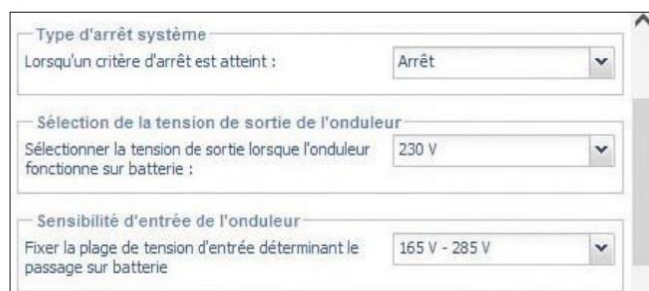 Type d'arrêt système
Lorsqu'un critère d'arrêt est atteint : Arrêt
Sélection de la tension de sortie de l'onduleur
Sélectionner la tension de sortie lorsque l'onduleur 230 V
fonctionne sur batterie :
Sensibilité d'entrée de l'onduleur
Fixer la plage de tension d'entrée déterminant le 165 V - 285 V
passage sur batterie